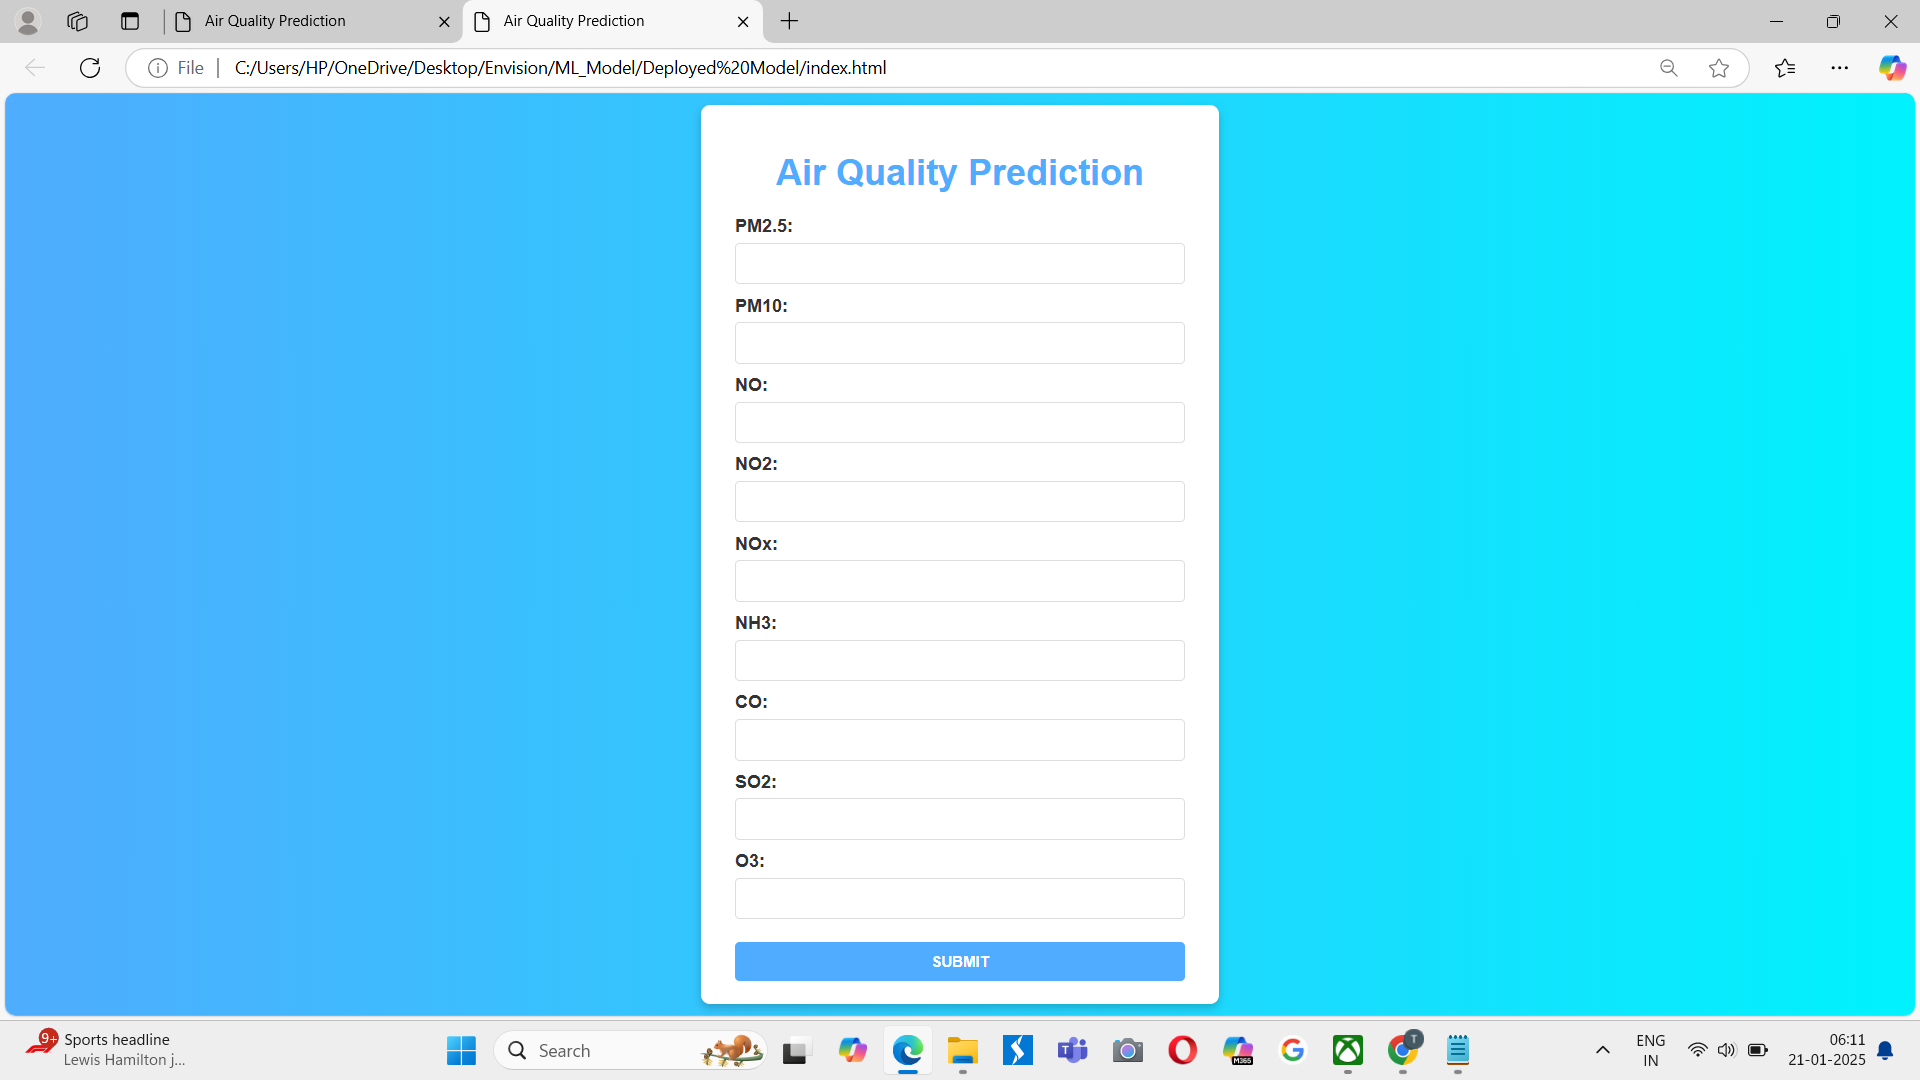 Air Quality Prediction
Air Quality Prediction
File
C:/Users/HP/OneDrive/Desktop/Envision/ML_Model/Deployed%20Model/index.html
Air Quality Prediction
PM2.5:
PM10:
NO:
NO2:
NOx:
NH3:
CO:
SO2:
O3:
SUBMIT
9+
Sports headline
Lewis Hamilton j...
Search
M365
T
ENG
IN
06:11
21-01-2025